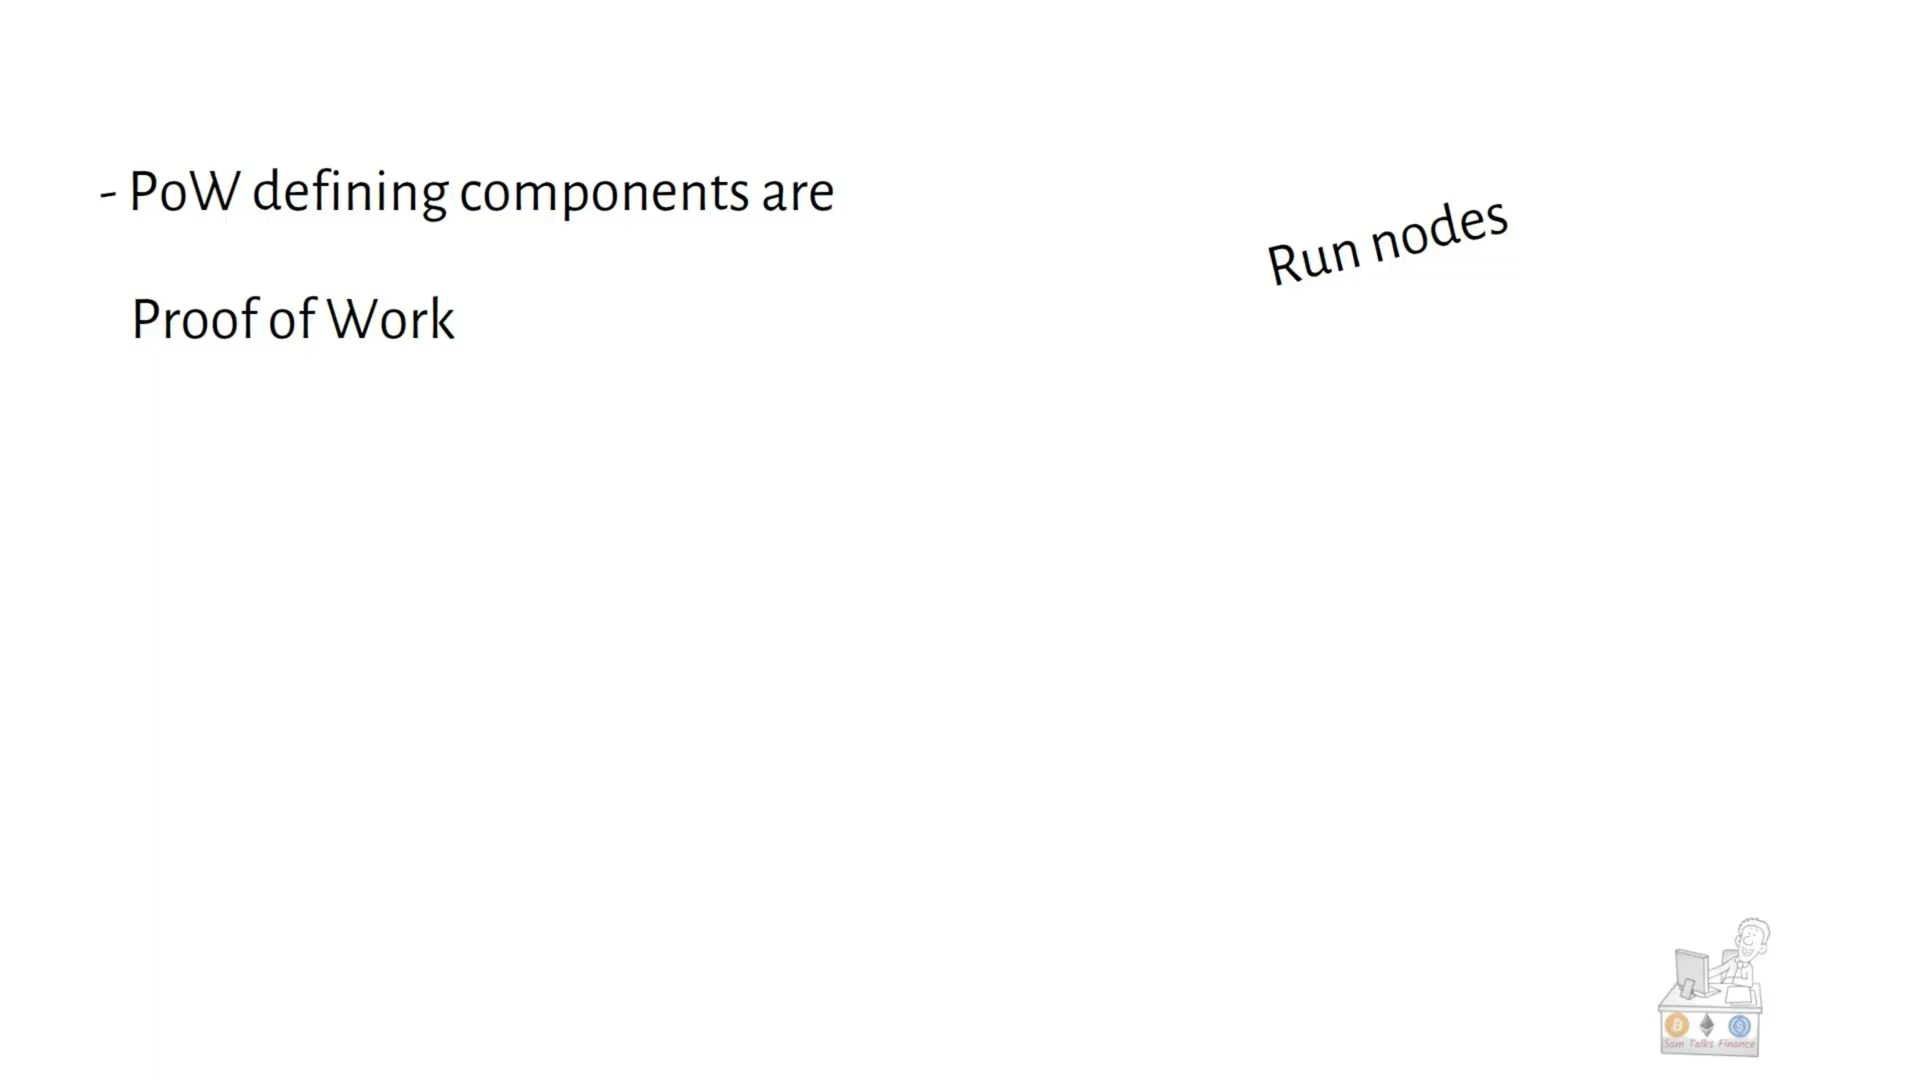 - PoW defining components are
Run nodes
Proof of Work
Sam Talks Finance